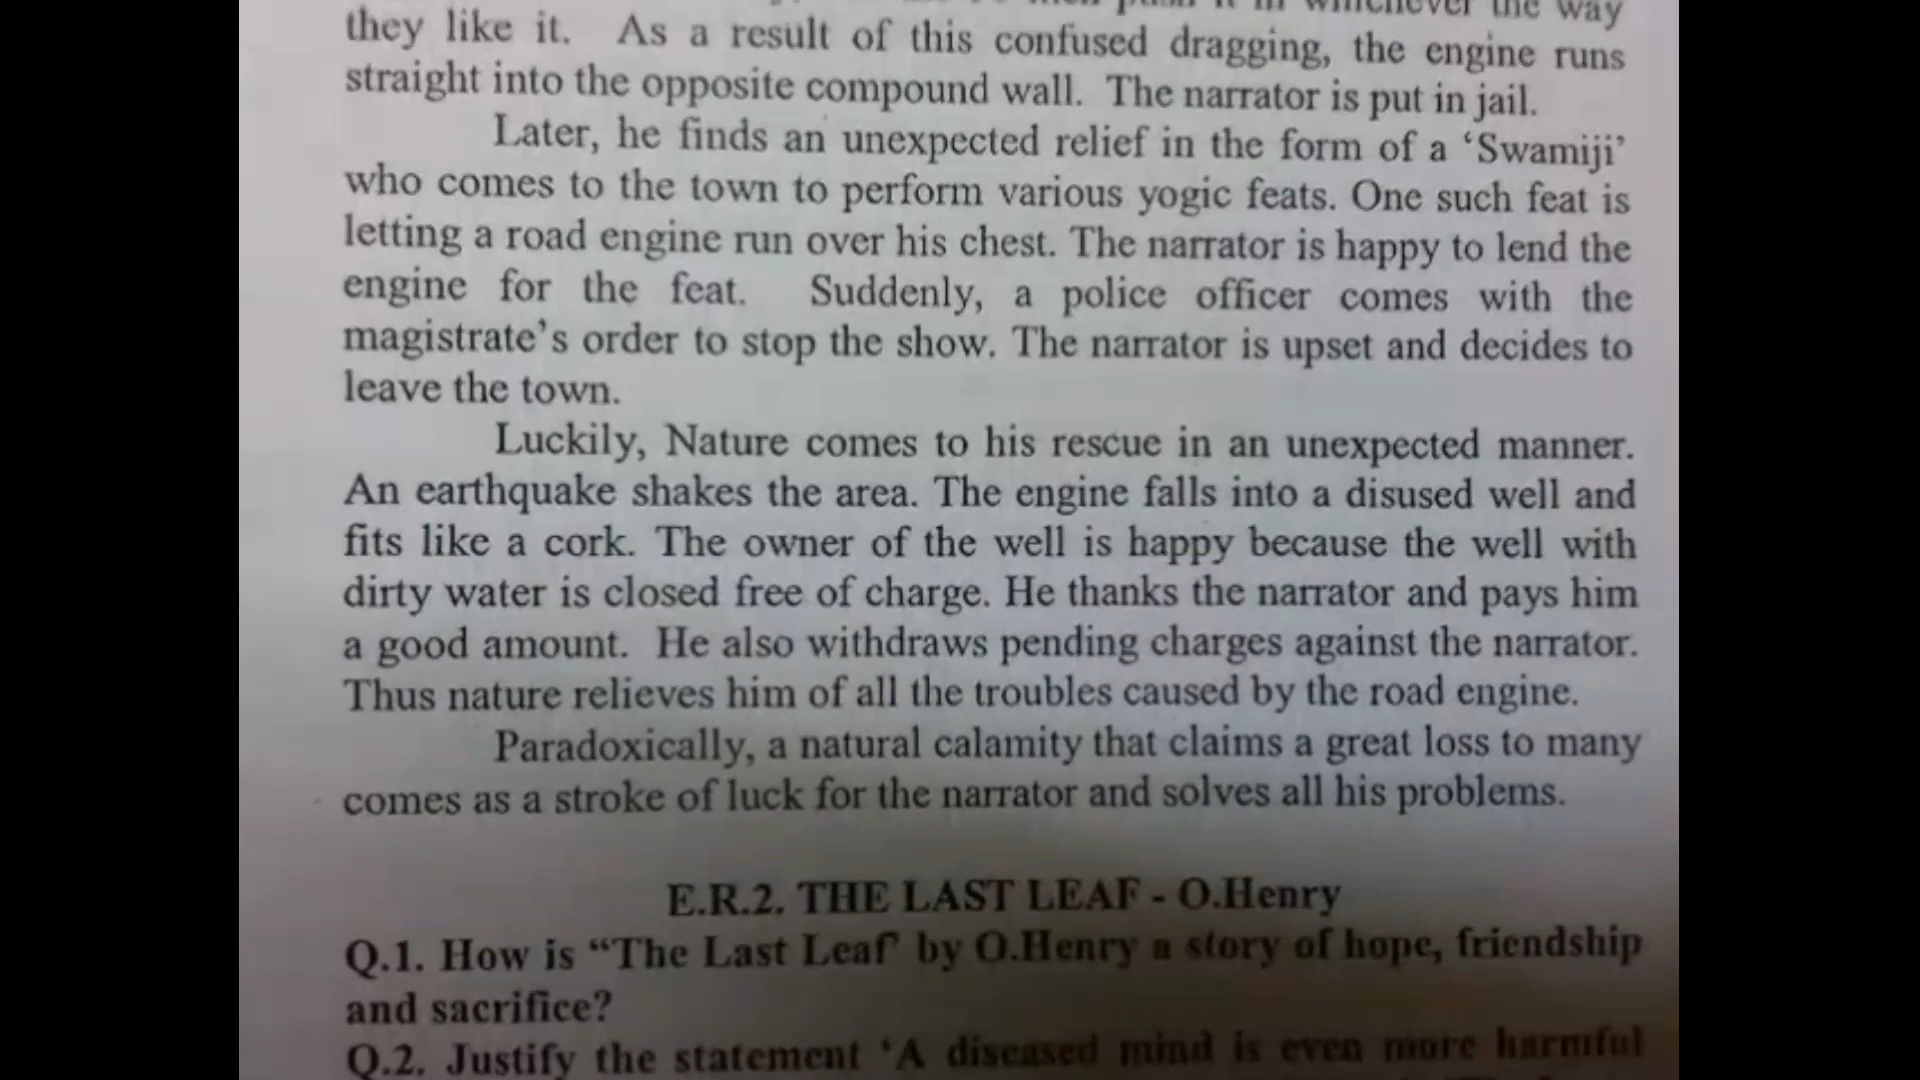 push it in whichever the way
they like it. As a result of this confused dragging, the engine runs
straight into the opposite compound wall. The narrator is put in jail.
Later, he finds an unexpected relief in the form of a ‘Swamiji’
who comes to the town to perform various yogic feats. One such feat is
letting a road engine run over his chest. The narrator is happy to lend the
engine for the feat. Suddenly, a police officer comes with the
magistrate’s order to stop the show. The narrator is upset and decides to
leave the town.
Luckily, Nature comes to his rescue in an unexpected manner.
An earthquake shakes the area. The engine falls into a disused well and
fits like a cork. The owner of the well is happy because the well with
dirty water is closed free of charge. He thanks the narrator and pays him
a good amount. He also withdraws pending charges against the narrator.
Thus nature relieves him of all the troubles caused by the road engine.
Paradoxically, a natural calamity that claims a great loss to many
comes as a stroke of luck for the narrator and solves all his problems.
E.R.2. THE LAST LEAF - O.Henry
Q.1. How is “The Last Leaf” by O.Henry a story of hope, friendship
and sacrifice?
Q.2. Justify the statement ‘A diseased mind is even more harmful